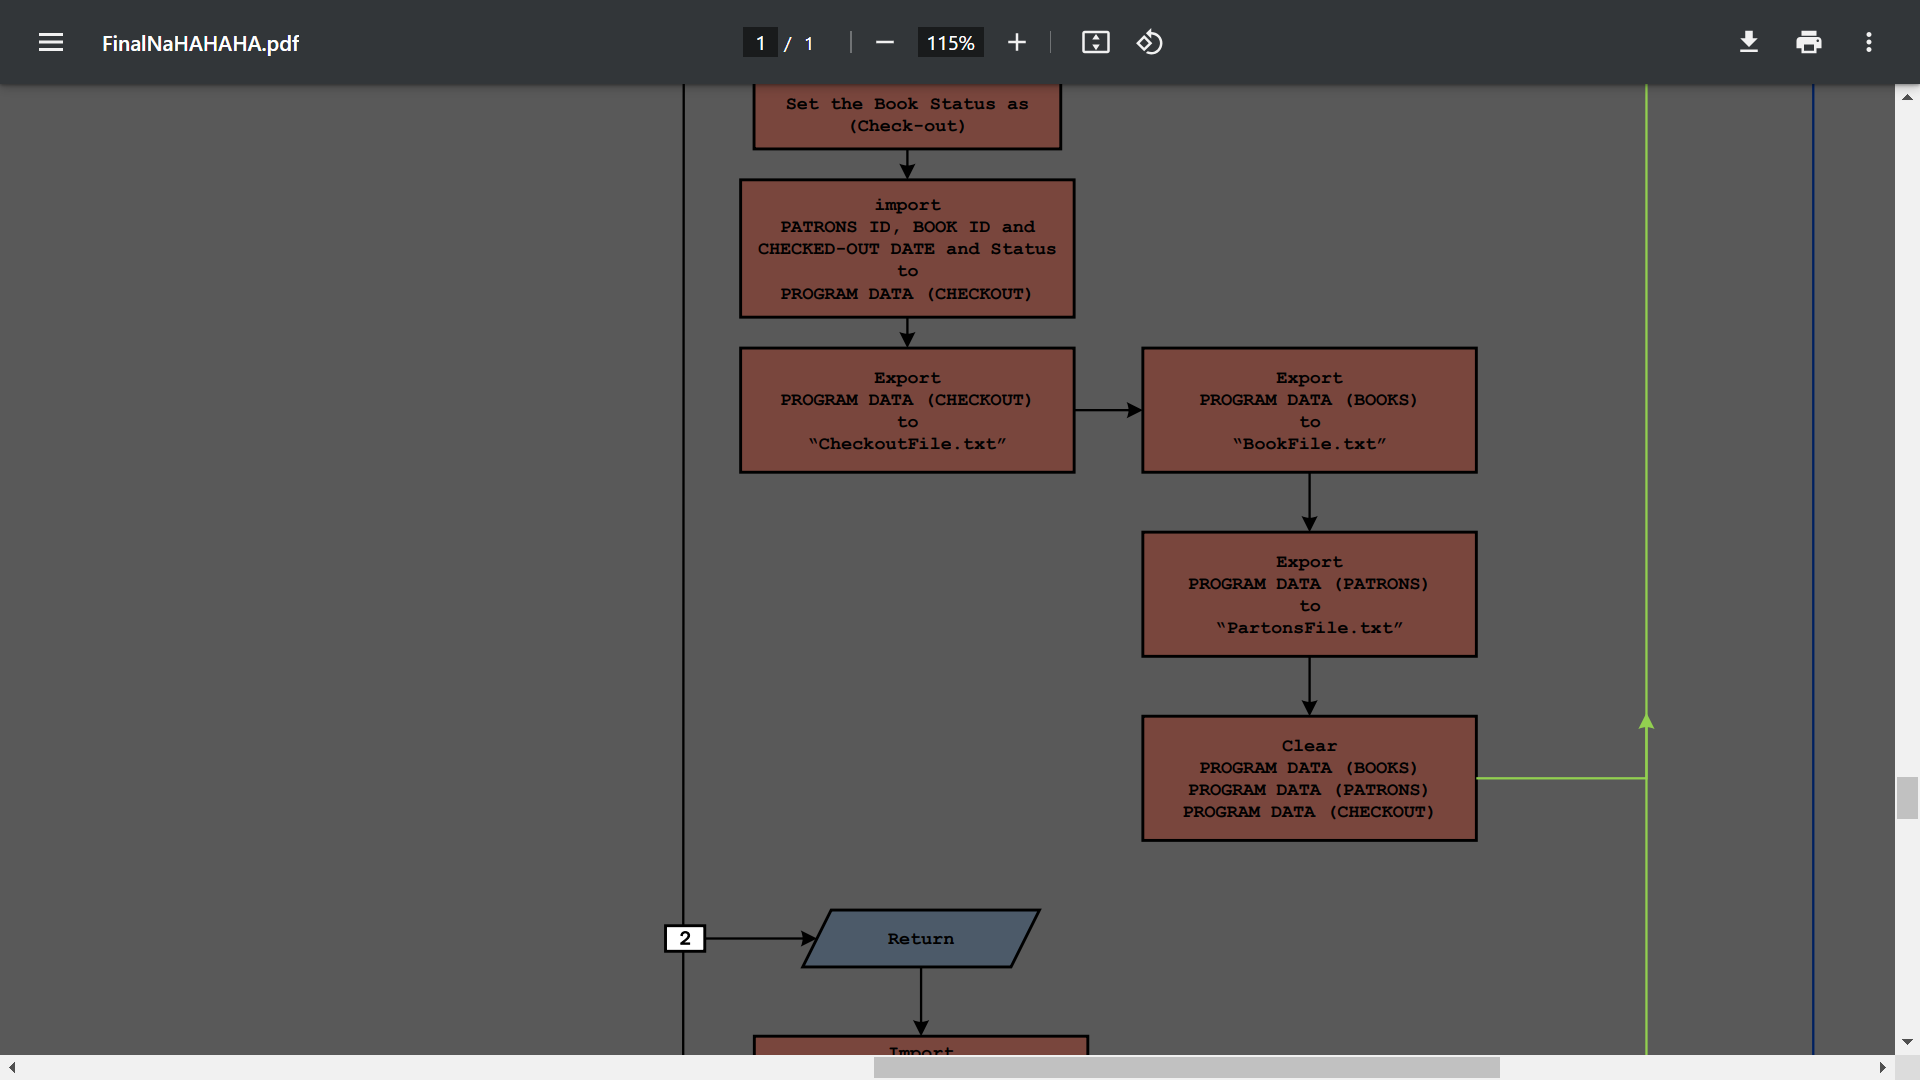 FinalNaHAHAHA.pdf
1 / 1
115%
Set the Book Status as
(Check-out)
import
PATRONS ID, BOOK ID and
CHECKED-OUT DATE and Status
to
PROGRAM DATA (CHECKOUT)
Export
PROGRAM DATA (CHECKOUT)
to
“CheckoutFile.txt”
Export
PROGRAM DATA (BOOKS)
to
“BookFile.txt”
Export
PROGRAM DATA (PATRONS)
to
“PartonsFile.txt”
Clear
PROGRAM DATA (BOOKS)
PROGRAM DATA (PATRONS)
PROGRAM DATA (CHECKOUT)
2
Return
Import